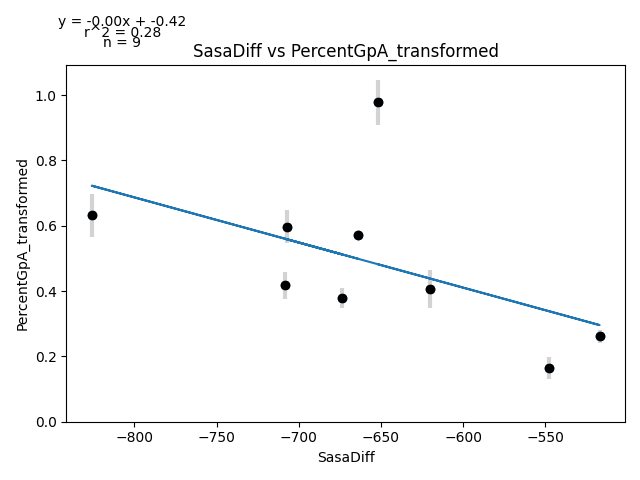 y = -0.00x + -0.42
r^2 = 0.28
n = 9
SasaDiff vs PercentGpA_transformed
PercentGpA_transformed
1.0
0.8
0.6
0.4
0.2
0.0
−800
−750
−700
−650
−600
−550
SasaDiff